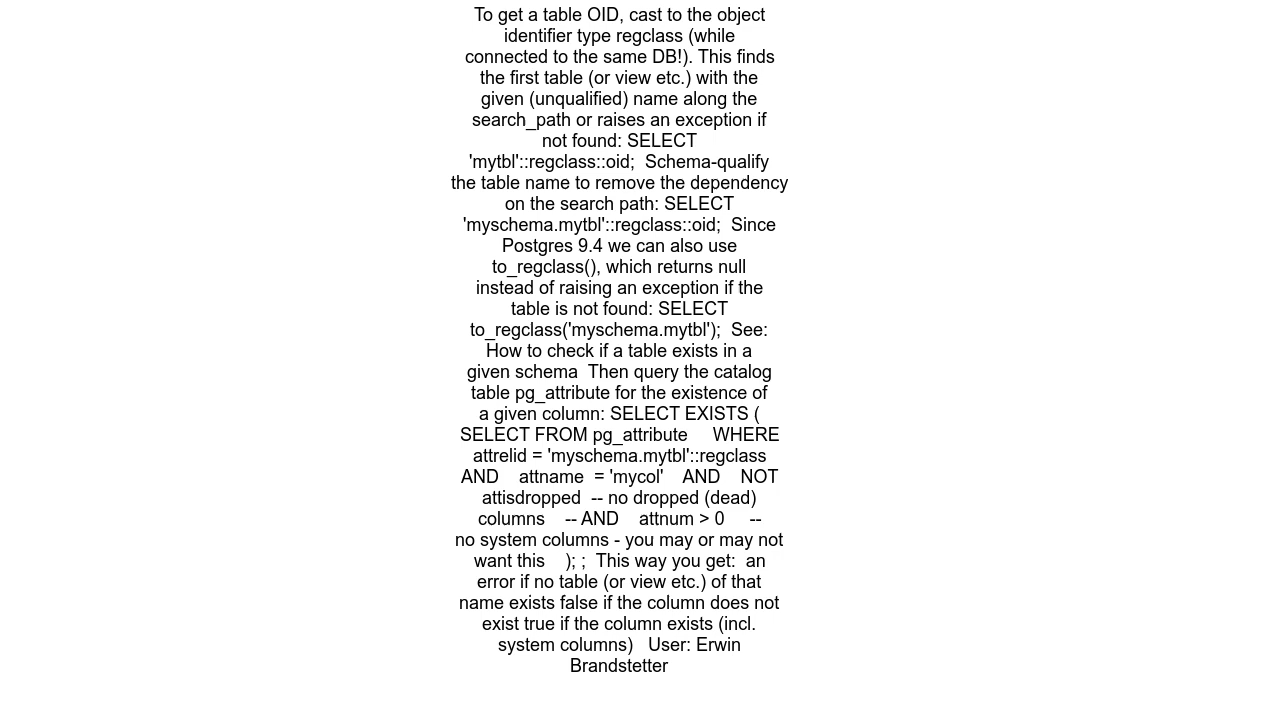 To get a table OID, cast to the object
identifier type regclass (while
connected to the same DB!). This finds
the first table (or view etc.) with the
given (unqualified) name along the
search_path or raises an exception if
not found: SELECT
'mytbl'::regclass::oid;  Schema-qualify
the table name to remove the dependency
on the search path: SELECT
'myschema.mytbl'::regclass::oid;  Since
Postgres 9.4 we can also use
to_regclass(), which returns null
instead of raising an exception if the
table is not found: SELECT
to_regclass('myschema.mytbl');  See:
How to check if a table exists in a
given schema  Then query the catalog
table pg_attribute for the existence of
a given column: SELECT EXISTS (
SELECT FROM pg_attribute     WHERE
attrelid = 'myschema.mytbl'::regclass
AND    attname  = 'mycol'    AND    NOT
attisdropped  -- no dropped (dead)
columns    -- AND    attnum > 0     --
no system columns - you may or may not
want this    ); ;  This way you get:  an
error if no table (or view etc.) of that
name exists false if the column does not
exist true if the column exists (incl.
system columns)   User: Erwin
Brandstetter